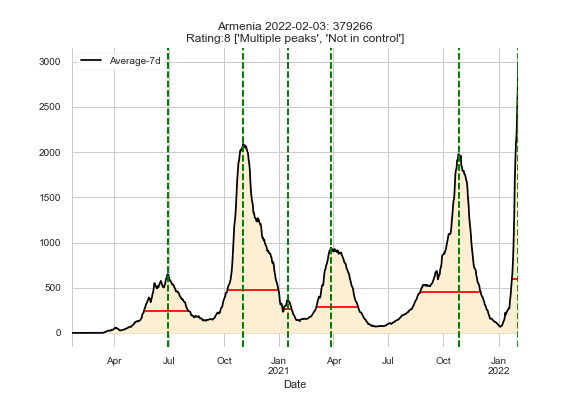 Armenia 2022-02-03: 379266
Rating:8 ['Multiple peaks', 'Not in control']
Average-7d
3000
2500
2000
1500
1000
500
0
Apr Jul Oct Jan Apr Jul Oct Jan
2021 2022
Date